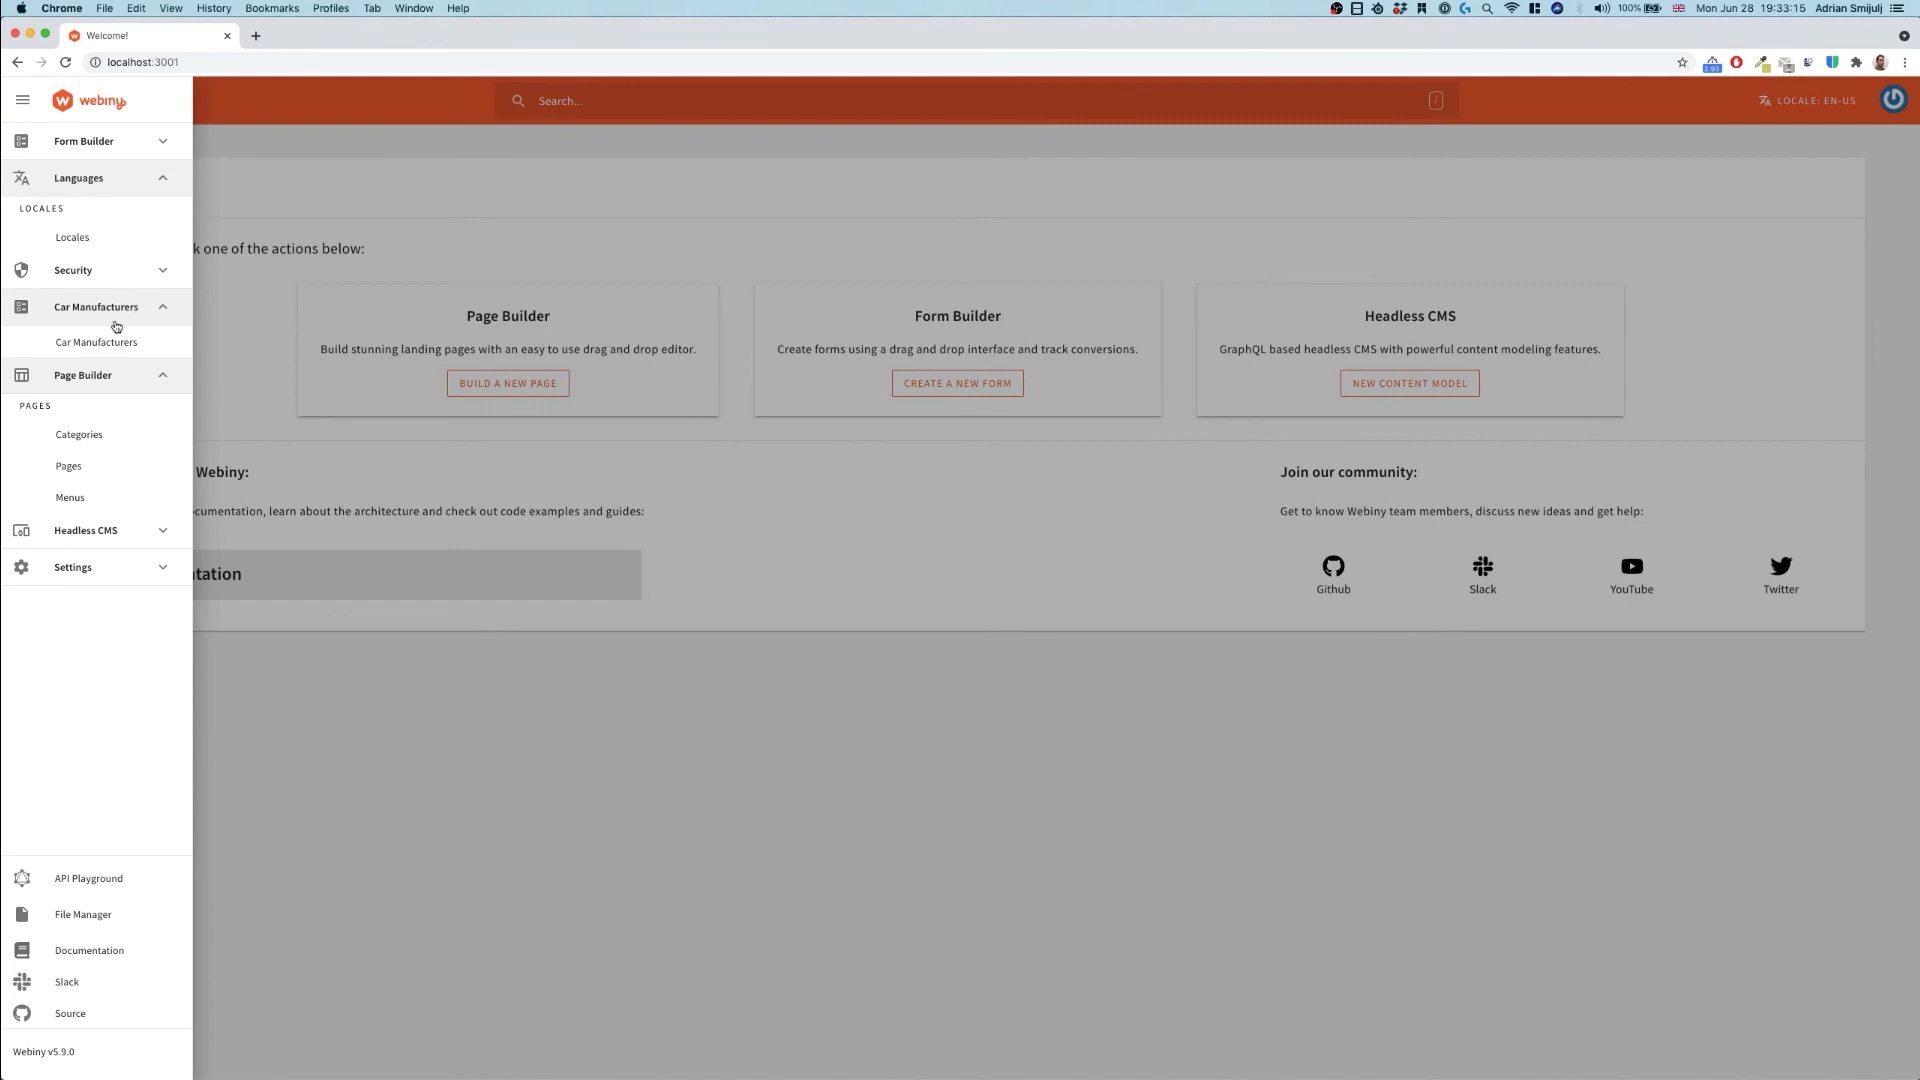 Chrome File Edit View History Bookmarks Profiles Tab Window Help 100% Mon Jun 28 19:33:15 Adrian Smijulj
Welcome!
localhost:3001
2.93
webiny
Search...
/
LOCALE: EN-US
Form Builder
Languages
LOCALES
Locales
Security
Car Manufacturers
Car Manufacturers
Page Builder
PAGES
Categories
Pages
Menus
Headless CMS
Settings
API Playground
File Manager
Documentation
Slack
Source
Webiny v5.9.0
k one of the actions below:
Page Builder
Build stunning landing pages with an easy to use drag and drop editor.
BUILD A NEW PAGE
Form Builder
Create forms using a drag and drop interface and track conversions.
CREATE A NEW FORM
Headless CMS
GraphQL based headless CMS with powerful content modeling features.
NEW CONTENT MODEL
Webiny:
ocumentation, learn about the architecture and check out code examples and guides:
ntation
Join our community:
Get to know Webiny team members, discuss new ideas and get help:
Github
Slack
YouTube
Twitter